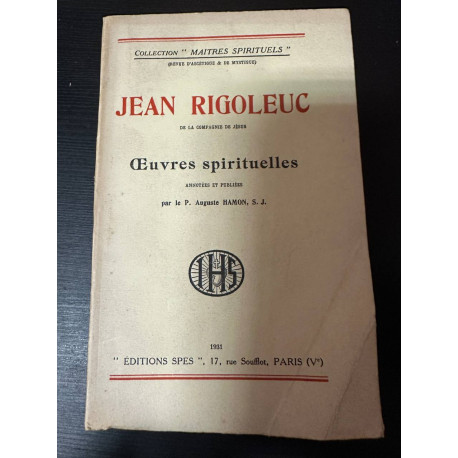 COLLECTION " MAITRES SPIRITUELS "
(ŒUVRE D'ASCÉTIQUE & DE MYSTIQUE)
JEAN RIGOLEUC
DE LA COMPAGNIE DE JÉSUS
Œuvres spirituelles
ANNOTÉES ET PUBLIÉES
par le P. Auguste HAMON, S. J.
1931
" ÉDITIONS SPES ", 17, rue Soufflot, PARIS (Vᵉ)